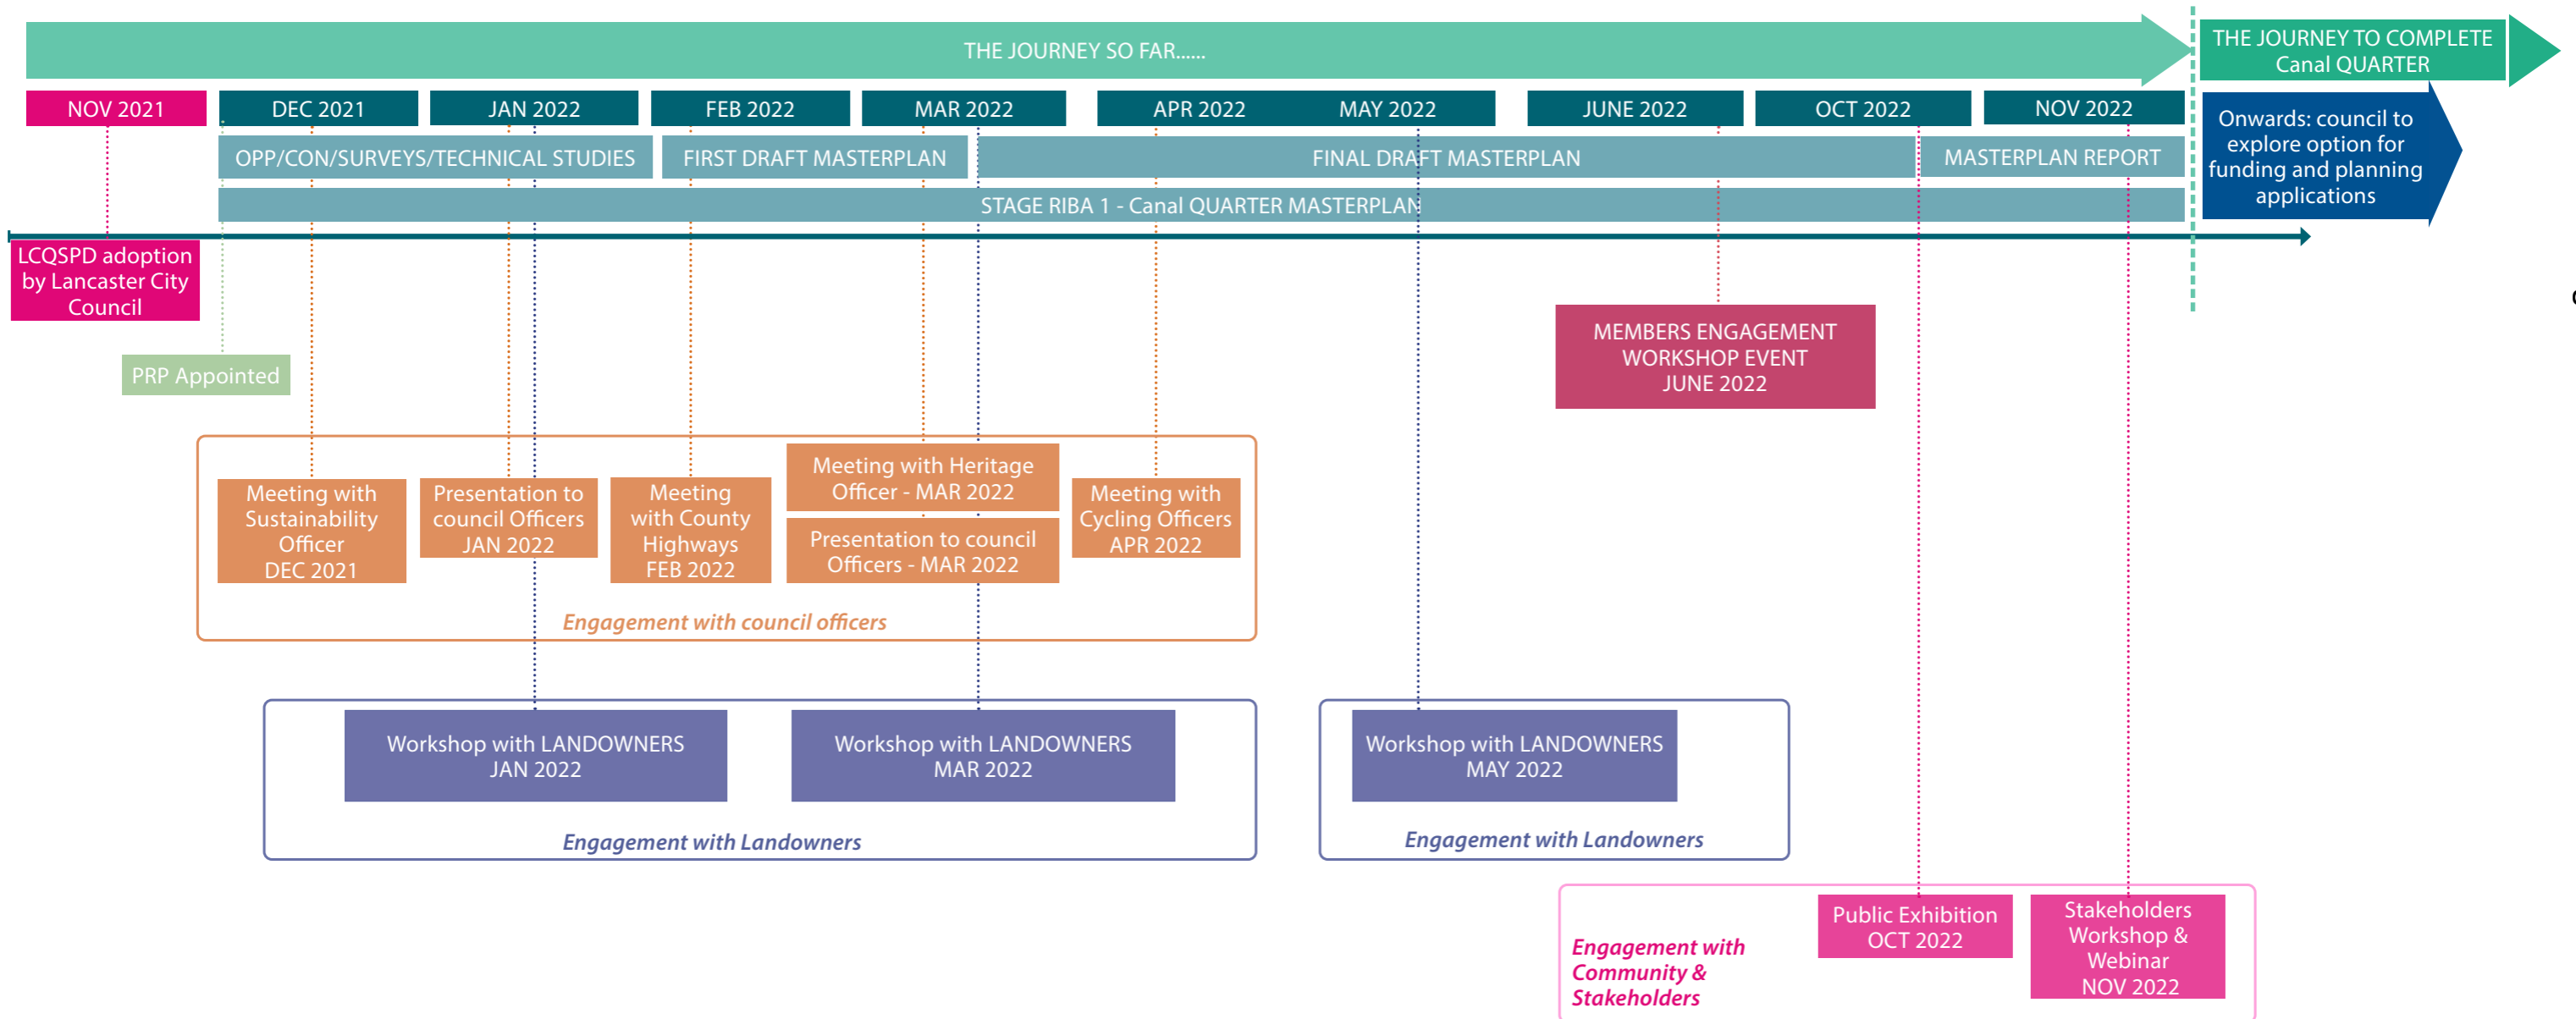 THE JOURNEY SO FAR......
THE JOURNEY TO COMPLETE
Canal QUARTER
NOV 2021
DEC 2021
JAN 2022
FEB 2022
MAR 2022
APR 2022
MAY 2022
JUNE 2022
OCT 2022
NOV 2022
Onwards: council to
explore option for
funding and planning
applications
OPP/CON/SURVEYS/TECHNICAL STUDIES
FIRST DRAFT MASTERPLAN
FINAL DRAFT MASTERPLAN
MASTERPLAN REPORT
STAGE RIBA 1 - Canal QUARTER MASTERPLAN
LCQSPD adoption
by Lancaster City
Council
PRP Appointed
MEMBERS ENGAGEMENT
WORKSHOP EVENT
JUNE 2022
Meeting with
Sustainability
Officer
DEC 2021
Presentation to
council Officers
JAN 2022
Meeting
with County
Highways
FEB 2022
Meeting with Heritage
Officer - MAR 2022
Presentation to council
Officers - MAR 2022
Meeting with
Cycling Officers
APR 2022
Engagement with council officers
Workshop with LANDOWNERS
JAN 2022
Workshop with LANDOWNERS
MAR 2022
Engagement with Landowners
Workshop with LANDOWNERS
MAY 2022
Engagement with Landowners
Engagement with
Community &
Stakeholders
Public Exhibition
OCT 2022
Stakeholders
Workshop &
Webinar
NOV 2022